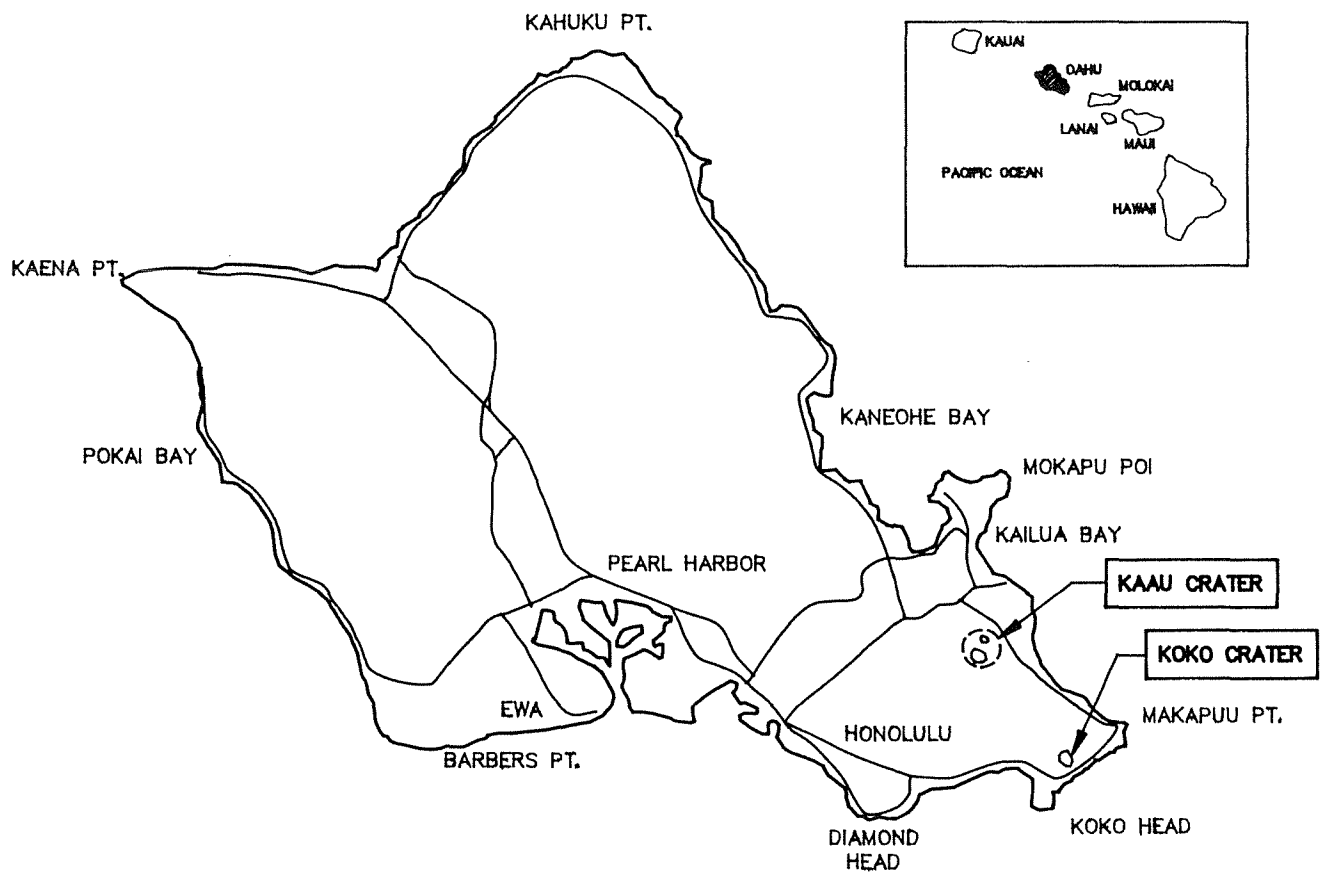 KAHUKU PT.
KAUAI
OAHU
MOLOKAI
LANAI
MAUI
PACIFIC OCEAN
HAWAII
KAENA PT.
KANEOHE BAY
POKAI BAY
MOKAPU POI
KAILUA BAY
PEARL HARBOR
KAAU CRATER
KOKO CRATER
EWA
MAKAPUU PT.
HONOLULU
BARBERS PT.
KOKO HEAD
DIAMOND
HEAD